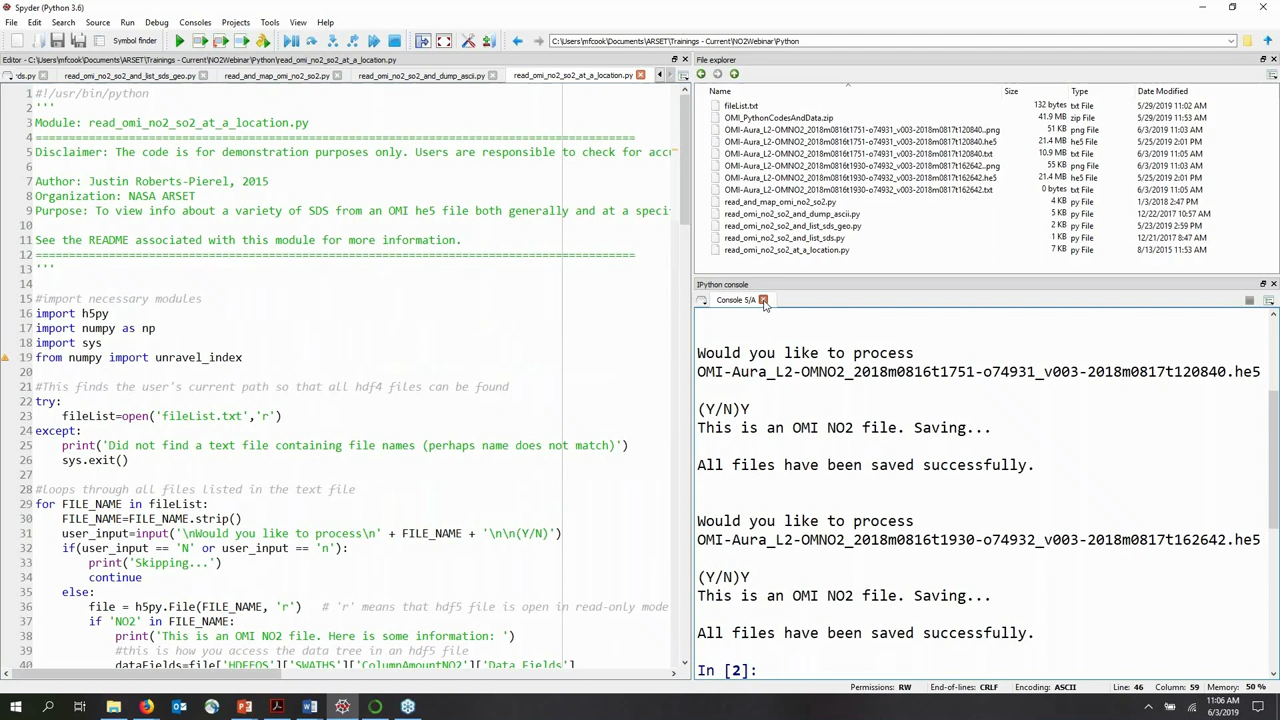 Spyder (Python 3.6)
File Edit Search Source Run Debug Consoles Projects Tools View Help
Symbol finder
C:\Users\mfcook\Documents\ARSET\Trainings - Current\NO2Webinar\Python
Editor - C:\Users\mfcook\Documents\ARSET\Trainings - Current\NO2Webinar\Python\read_omi_no2_so2_at_a_location.py
rds.py read_omi_no2_so2_and_list_sds_geo.py read_and_map_omi_no2_so2.py read_omi_no2_so2_and_dump_ascii.py read_omi_no2_so2_at_a_location.py
1 #!/usr/bin/python
2 '''
3 Module: read_omi_no2_so2_at_a_location.py
4 ====================================================================================
5 Disclaimer: The code is for demonstration purposes only. Users are responsible to check for accu
6
7 Author: Justin Roberts-Pierel, 2015
8 Organization: NASA ARSET
9 Purpose: To view info about a variety of SDS from an OMI he5 file both generally and at a speci
10
11 See the README associated with this module for more information.
12 ====================================================================================
13 '''
14
15 #import necessary modules
16 import h5py
17 import numpy as np
18 import sys
19 from numpy import unravel_index
20
21 #This finds the user's current path so that all hdf4 files can be found
22 try:
23 fileList=open('fileList.txt','r')
24 except:
25 print('Did not find a text file containing file names (perhaps name does not match)')
26 sys.exit()
27
28 #loops through all files listed in the text file
29 for FILE_NAME in fileList:
30 FILE_NAME=FILE_NAME.strip()
31 user_input=input('\nWould you like to process\n' + FILE_NAME + '\n\n(Y/N)')
32 if(user_input == 'N' or user_input == 'n'):
33 print('Skipping...')
34 continue
35 else:
36 file = h5py.File(FILE_NAME, 'r') # 'r' means that hdf5 file is open in read-only mode
37 if 'NO2' in FILE_NAME:
38 print('This is an OMI NO2 file. Here is some information: ')
39 #this is how you access the data tree in an hdf5 file
40 dataFields=file['HDFEOS']['SWATHS']['ColumnAmountNO2']['Data Fields']
File explorer
Name Size Type Date Modified
fileList.txt 132 bytes txt File 5/29/2019 11:02 AM
OMI_PythonCodesAndData.zip 41.9 MB zip File 5/29/2019 11:53 AM
OMI-Aura_L2-OMNO2_2018m0816t1751-o74931_v003-2018m0817t120840..png 51 KB png File 6/3/2019 11:03 AM
OMI-Aura_L2-OMNO2_2018m0816t1751-o74931_v003-2018m0817t120840.he5 21.4 MB he5 File 5/25/2019 2:01 PM
OMI-Aura_L2-OMNO2_2018m0816t1751-o74931_v003-2018m0817t120840.txt 10.9 MB txt File 6/3/2019 11:05 AM
OMI-Aura_L2-OMNO2_2018m0816t1930-o74932_v003-2018m0817t162642..png 55 KB png File 6/3/2019 11:03 AM
OMI-Aura_L2-OMNO2_2018m0816t1930-o74932_v003-2018m0817t162642.he5 21.4 MB he5 File 5/25/2019 2:01 PM
OMI-Aura_L2-OMNO2_2018m0816t1930-o74932_v003-2018m0817t162642.txt 0 bytes txt File 6/3/2019 11:05 AM
read_and_map_omi_no2_so2.py 4 KB py File 1/3/2018 2:47 PM
read_omi_no2_so2_and_dump_ascii.py 5 KB py File 12/22/2017 10:57 AM
read_omi_no2_so2_and_list_sds_geo.py 2 KB py File 5/23/2019 2:59 PM
read_omi_no2_so2_and_list_sds.py 1 KB py File 12/21/2017 8:47 AM
read_omi_no2_so2_at_a_location.py 7 KB py File 8/13/2015 11:53 AM
IPython console
Console 5/A
Would you like to process
OMI-Aura_L2-OMNO2_2018m0816t1751-o74931_v003-2018m0817t120840.he5
(Y/N)Y
This is an OMI NO2 file. Saving...
All files have been saved successfully.
Would you like to process
OMI-Aura_L2-OMNO2_2018m0816t1930-o74932_v003-2018m0817t162642.he5
(Y/N)Y
This is an OMI NO2 file. Saving...
All files have been saved successfully.
In [2]:
Permissions: RW End-of-lines: CRLF Encoding: ASCII Line: 46 Column: 59 Memory: 50 %
11:06 AM
6/3/2019